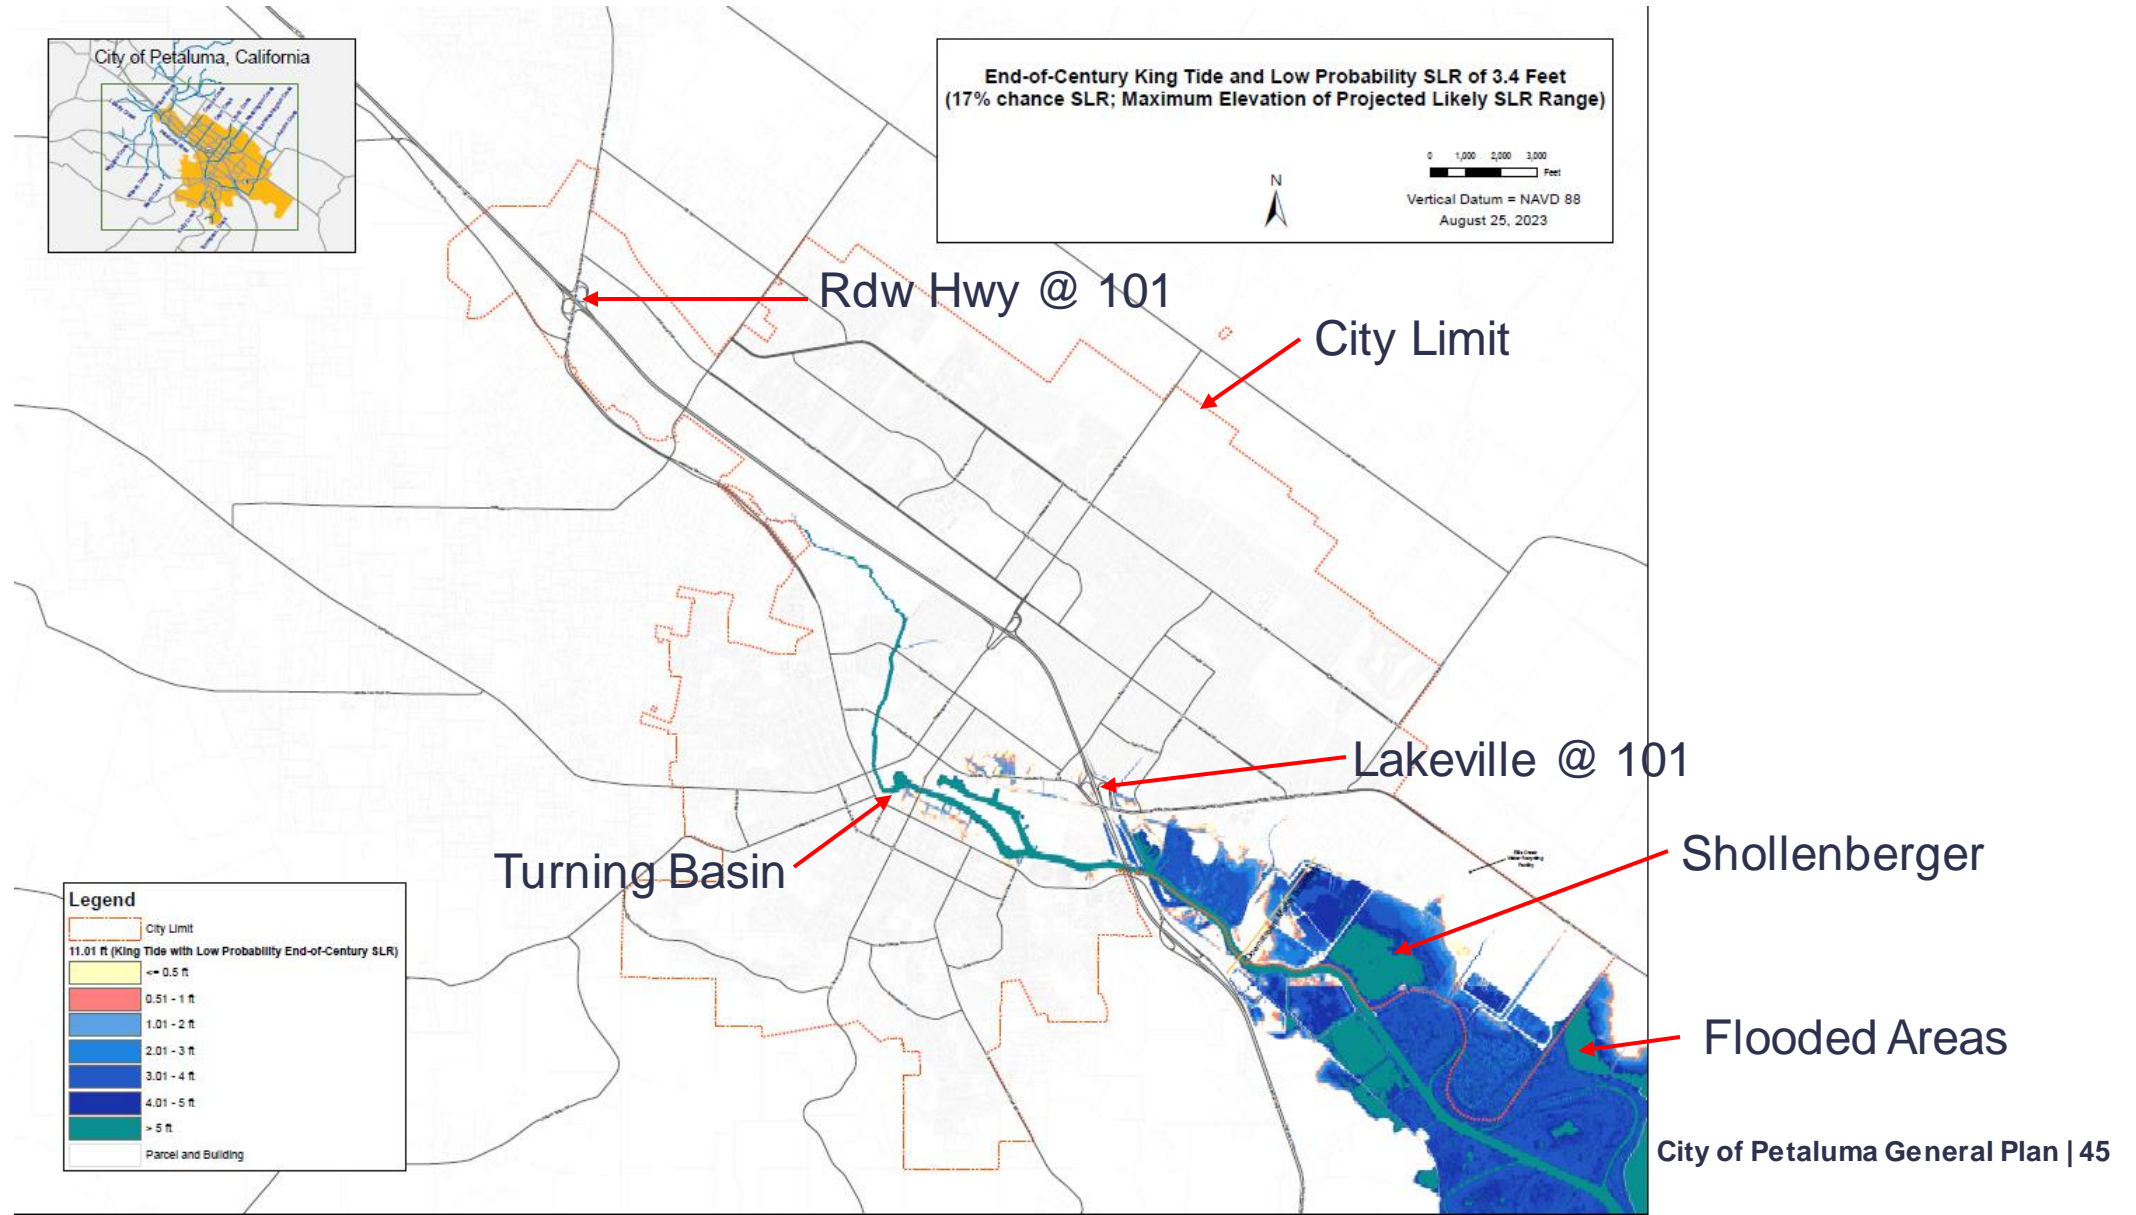 City of Petaluma, California
End-of-Century King Tide and Low Probability SLR of 3.4 Feet
(17% chance SLR; Maximum Elevation of Projected Likely SLR Range)
0 1,000 2,000 3,000
Feet
N
Vertical Datum = NAVD 88
August 25, 2023
Rdw Hwy @ 101
City Limit
Lakeville @ 101
Turning Basin
Shollenberger
Flooded Areas
Legend
City Limit
11.01 ft (King Tide with Low Probability End-of-Century SLR)
<= 0.5 ft
0.51 - 1 ft
1.01 - 2 ft
2.01 - 3 ft
3.01 - 4 ft
4.01 - 5 ft
> 5 ft
Parcel and Building
City of Petaluma General Plan | 45